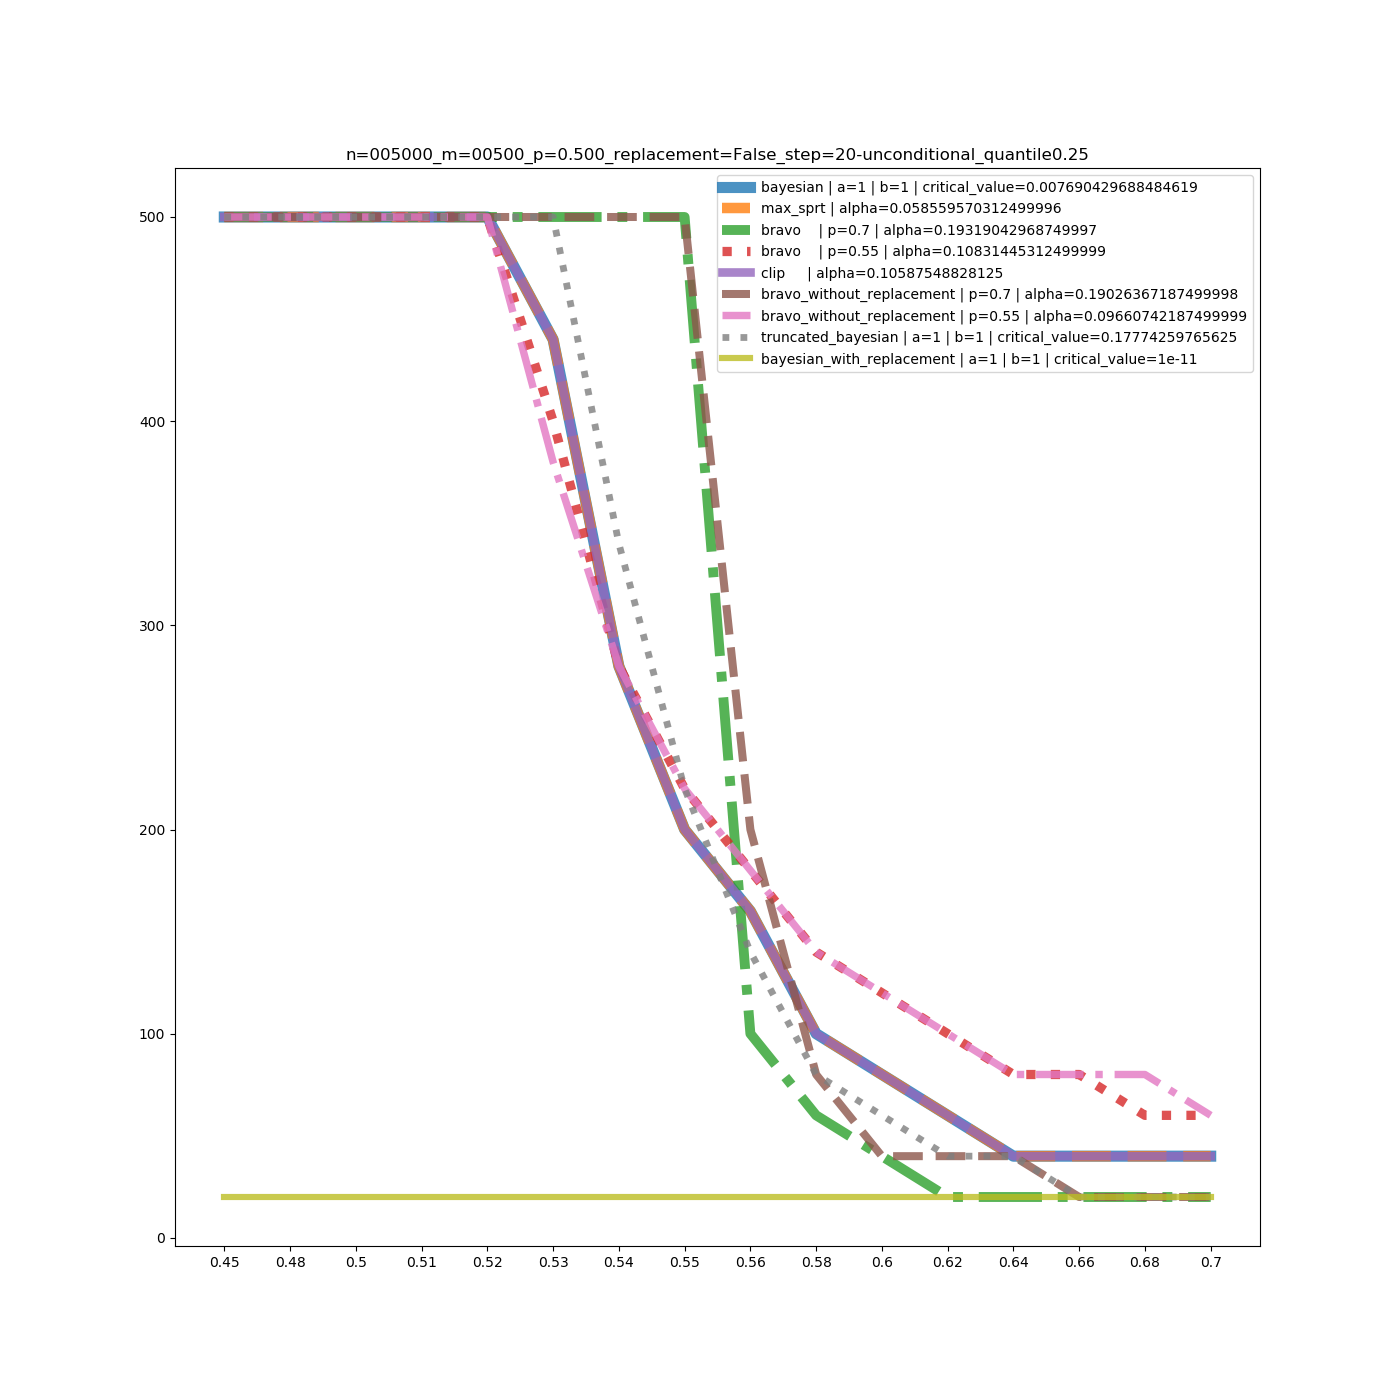 n=005000_m=00500_p=0.500_replacement=False_step=20-unconditional_quantile0.25
bayesian | a=1 | b=1 | critical_value=0.007690429688484619
max_sprt | alpha=0.058559570312499996
bravo | p=0.7 | alpha=0.19319042968749997
bravo | p=0.55 | alpha=0.10831445312499999
clip | alpha=0.10587548828125
bravo_without_replacement | p=0.7 | alpha=0.19026367187499998
bravo_without_replacement | p=0.55 | alpha=0.09660742187499999
truncated_bayesian | a=1 | b=1 | critical_value=0.17774259765625
bayesian_with_replacement | a=1 | b=1 | critical_value=1e-11
500
400
300
200
100
0
0.45 0.48 0.5 0.51 0.52 0.53 0.54 0.55 0.56 0.58 0.6 0.62 0.64 0.66 0.68 0.7